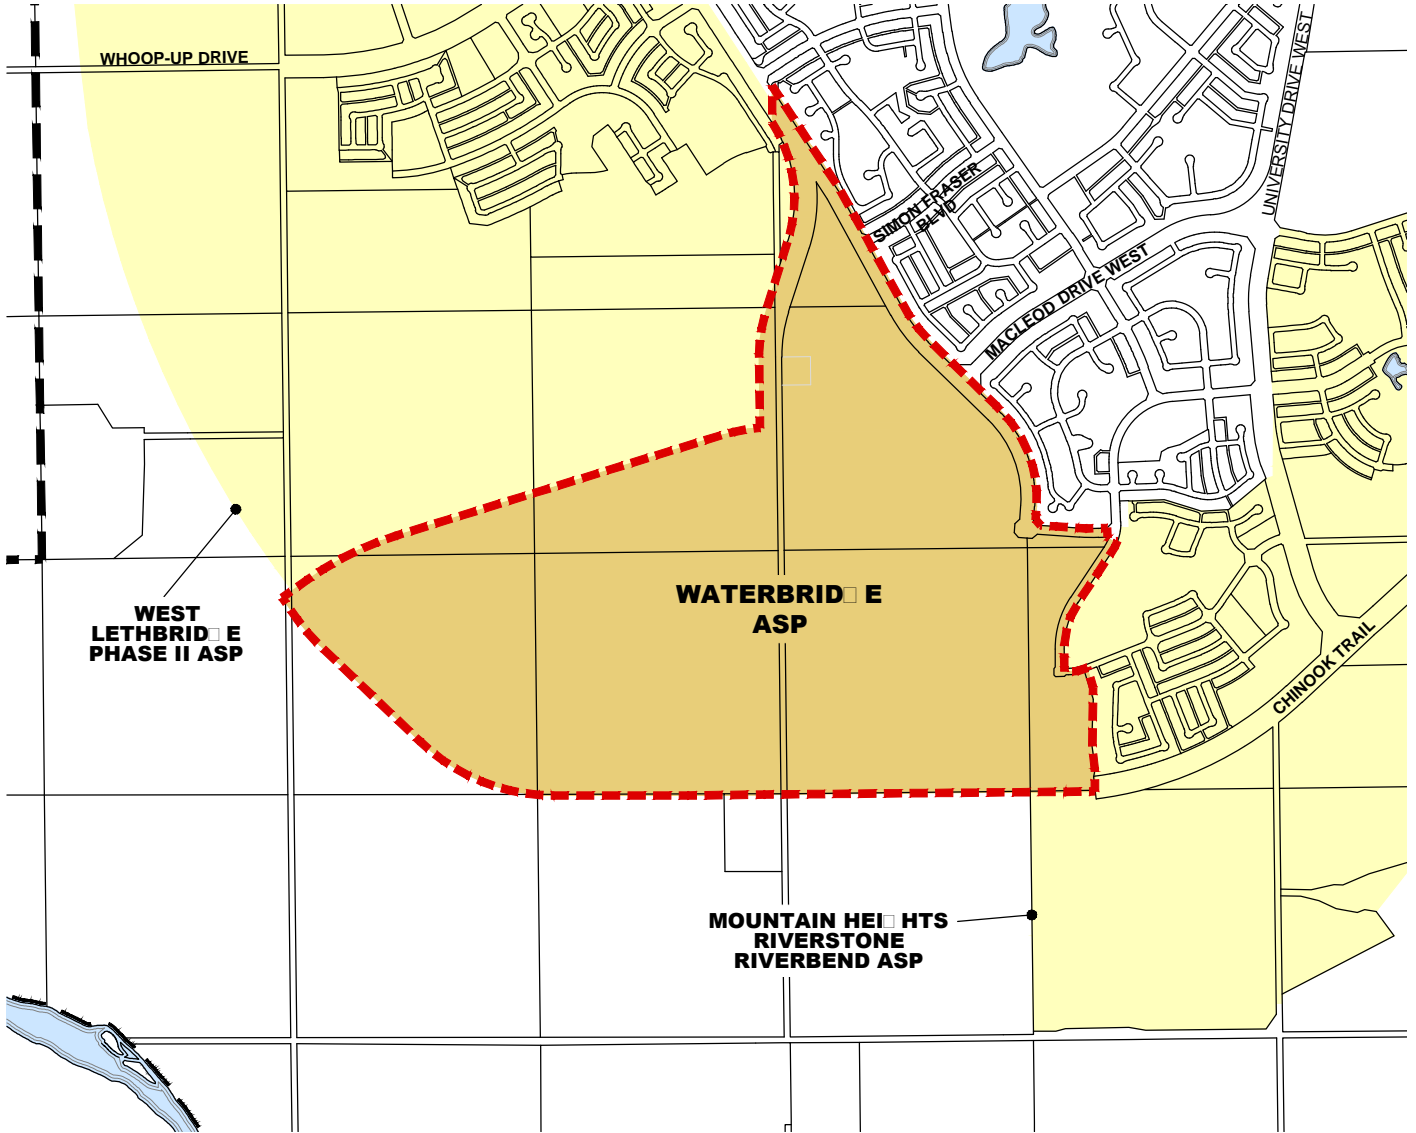 WHOOP-UP DRIVE
UNIVERSITY DRIVE WEST
SIMON FRASER
BLVD
MACLEOD DRIVE WEST
WATERBRID□E
ASP
WEST
LETHBRID□E
PHASE II ASP
CHINOOK TRAIL
MOUNTAIN HEI□HTS
RIVERSTONE
RIVERBEND ASP